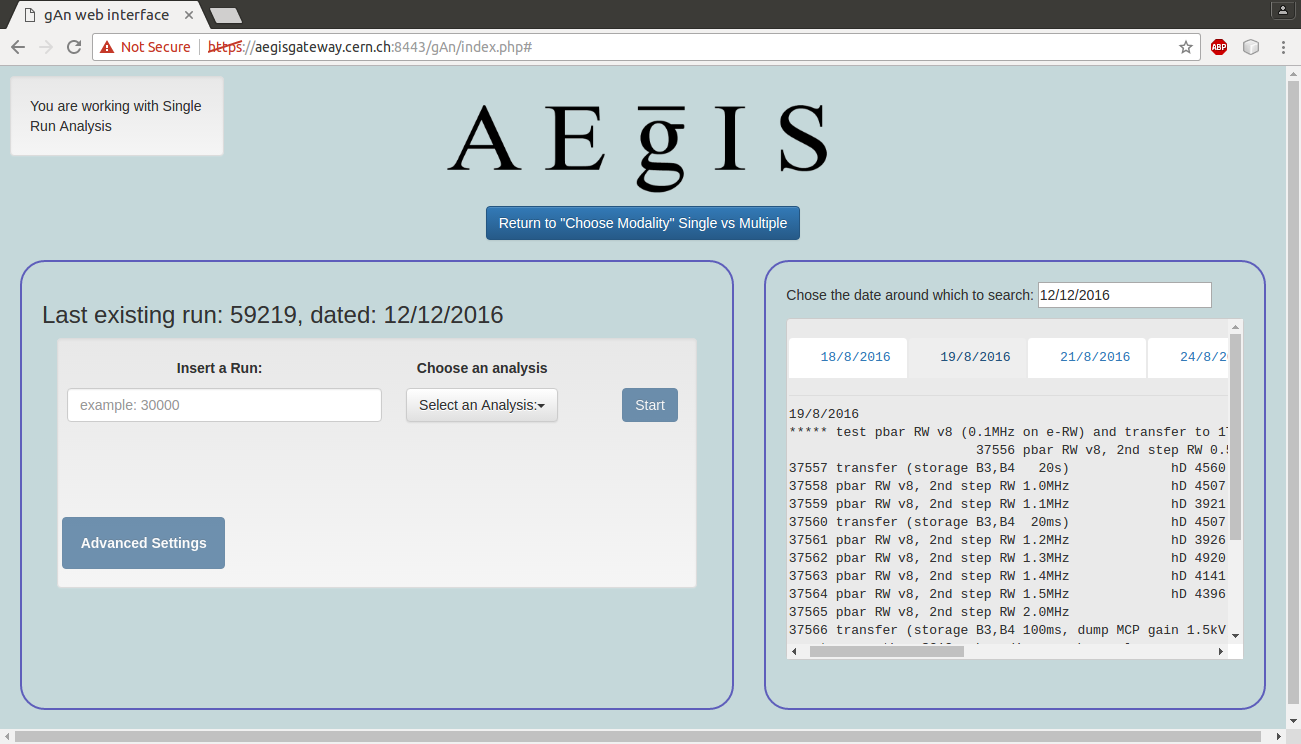 gAn web interface
Not Secure https://aegisgateway.cern.ch:8443/gAn/index.php#
ABP
You are working with Single
Run Analysis
AEgIS
Return to "Choose Modality" Single vs Multiple
Last existing run: 59219, dated: 12/12/2016
Insert a Run:
Choose an analysis
example: 30000
Select an Analysis:
Start
Advanced Settings
Chose the date around which to search: 12/12/2016
18/8/2016 19/8/2016 21/8/2016 24/8/2
19/8/2016
***** test pbar RW v8 (0.1MHz on e-RW) and transfer to 1
37556 pbar RW v8, 2nd step RW 0.
37557 transfer (storage B3,B4 20s) hD 4560
37558 pbar RW v8, 2nd step RW 1.0MHz hD 4507
37559 pbar RW v8, 2nd step RW 1.1MHz hD 3921
37560 transfer (storage B3,B4 20ms) hD 4507
37561 pbar RW v8, 2nd step RW 1.2MHz hD 3926
37562 pbar RW v8, 2nd step RW 1.3MHz hD 4920
37563 pbar RW v8, 2nd step RW 1.4MHz hD 4141
37564 pbar RW v8, 2nd step RW 1.5MHz hD 4396
37565 pbar RW v8, 2nd step RW 2.0MHz
37566 transfer (storage B3,B4 100ms, dump MCP gain 1.5kV